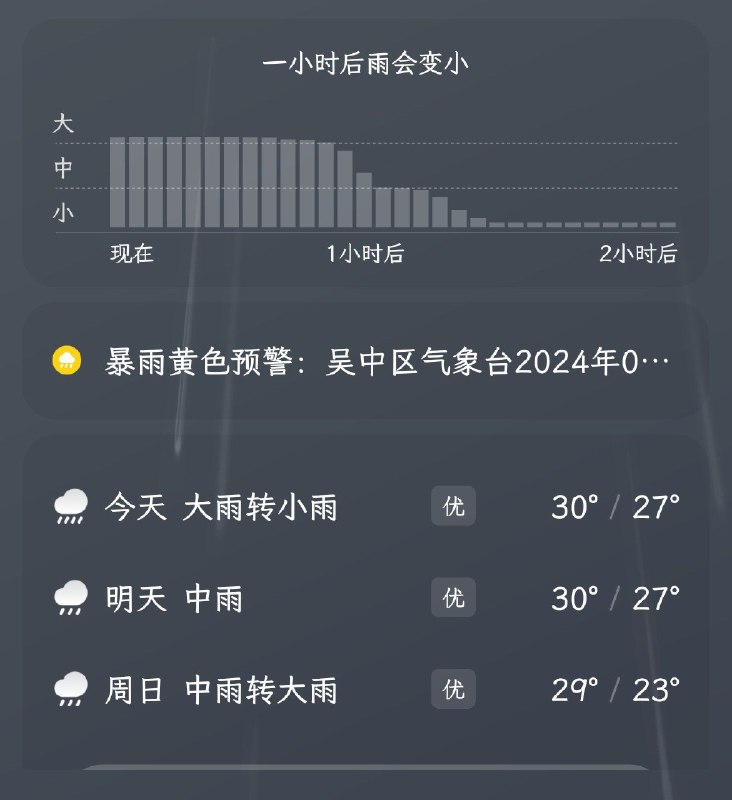 一小时后雨会变小
大
中
小
现在 1小时后 2小时后
暴雨黄色预警：吴中区气象台2024年0…
今天 大雨转小雨 优 30° / 27°
明天 中雨 优 30° / 27°
周日 中雨转大雨 优 29° / 23°